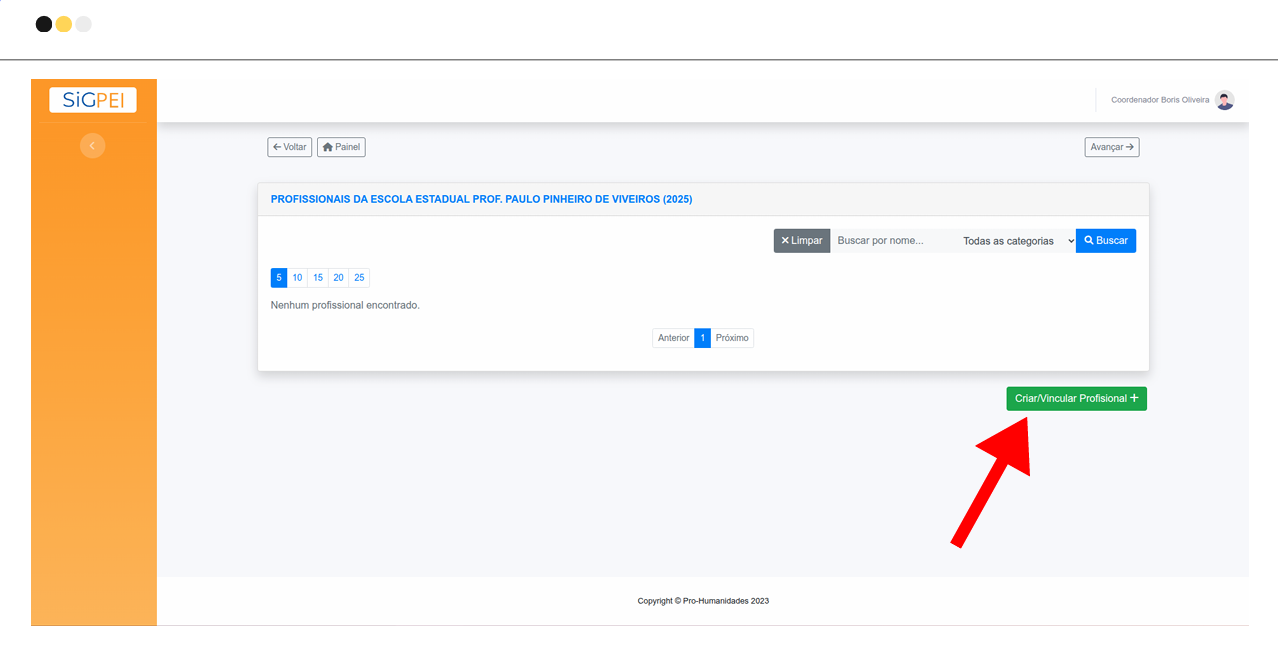 SiGPEI
Coordenador Boris Oliveira
Voltar
Painel
Avançar
PROFISSIONAIS DA ESCOLA ESTADUAL PROF. PAULO PINHEIRO DE VIVEIROS (2025)
Limpar Buscar por nome... Todas as categorias Buscar
5 10 15 20 25
Nenhum profissional encontrado.
Anterior 1 Próximo
Criar/Vincular Profisional +
Copyright © Pro-Humanidades 2023